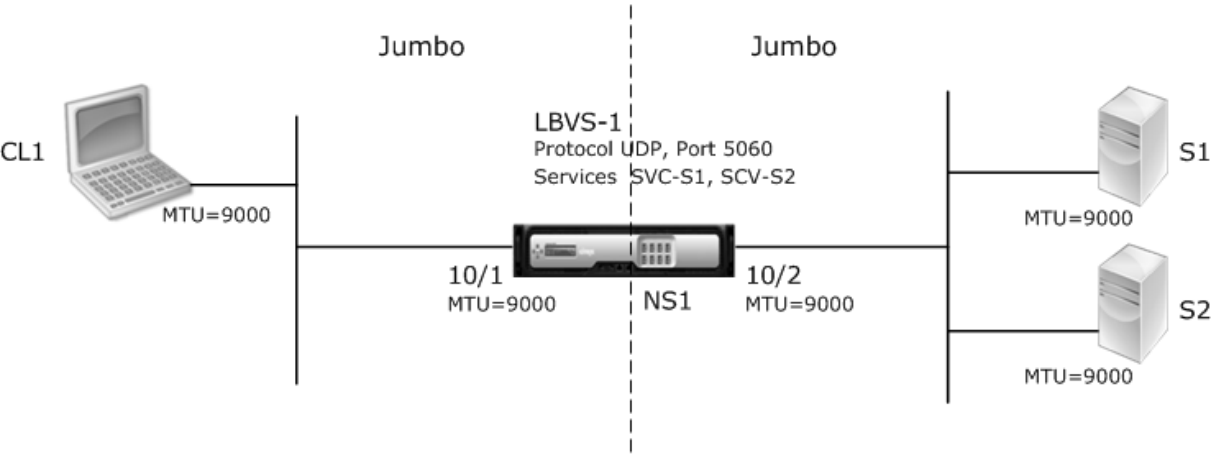 Jumbo
Jumbo
LBVS-1
Protocol UDP, Port 5060
Services SVC-S1, SCV-S2
CL1
MTU=9000
S1
MTU=9000
10/1
MTU=9000
NS1
10/2
MTU=9000
S2
MTU=9000